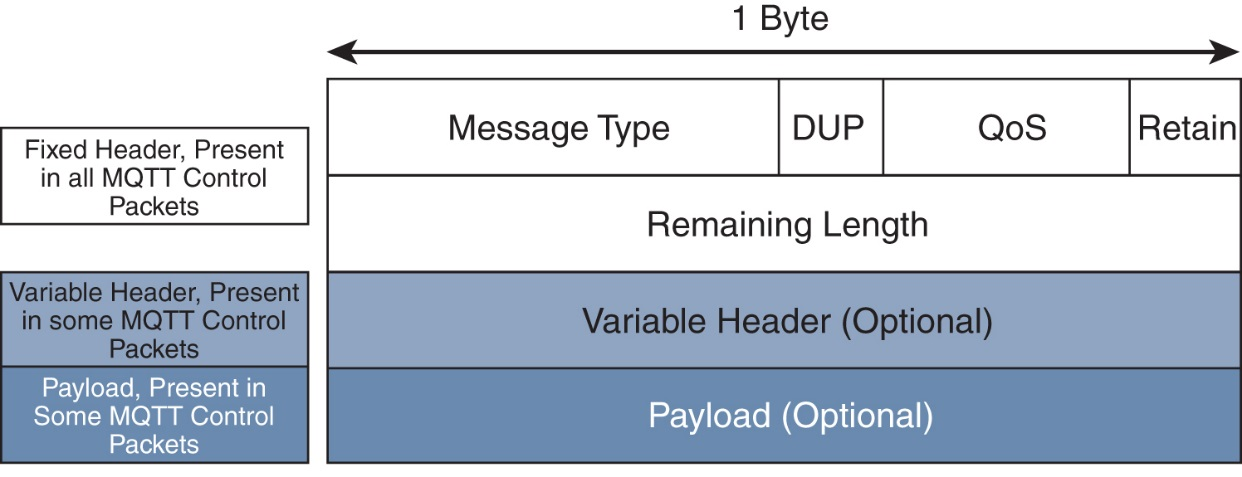 1 Byte
Message Type
DUP
QoS
Retain
Fixed Header, Present
in all MQTT Control
Packets
Remaining Length
Variable Header, Present
in some MQTT Control
Packets
Variable Header (Optional)
Payload, Present in
Some MQTT Control
Packets
Payload (Optional)